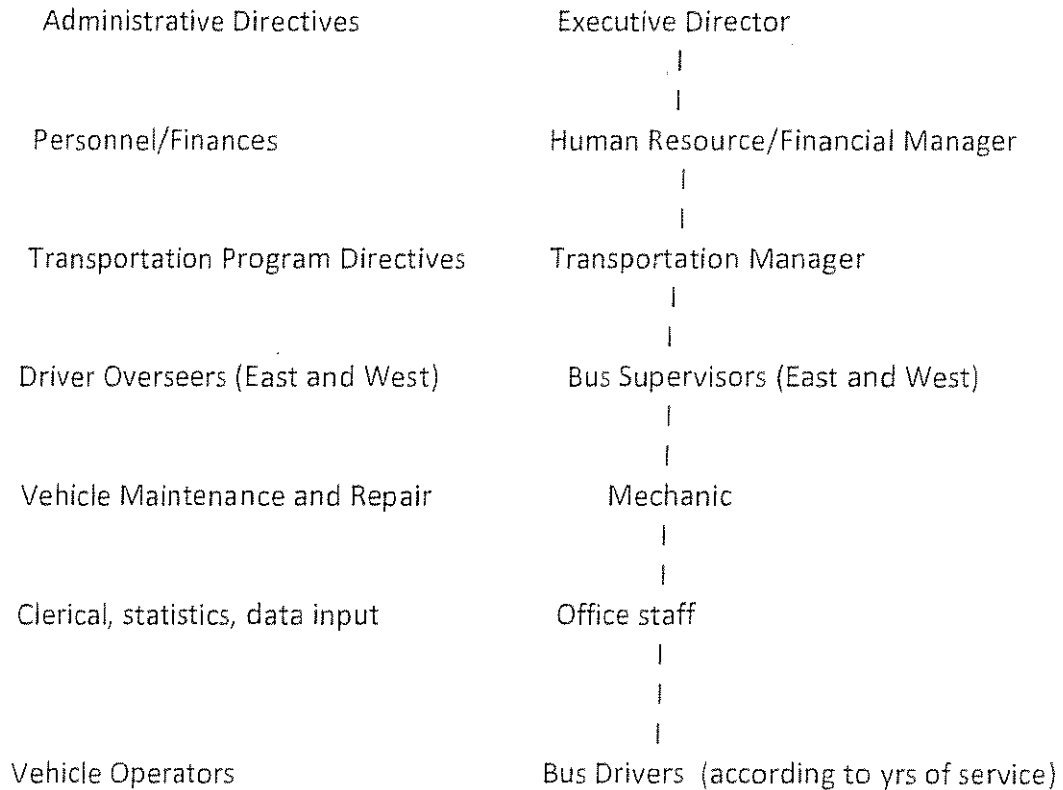 Administrative Directives Executive Director
Personnel/Finances Human Resource/Financial Manager
Transportation Program Directives Transportation Manager
Driver Overseers (East and West) Bus Supervisors (East and West)
Vehicle Maintenance and Repair Mechanic
Clerical, statistics, data input Office staff
Vehicle Operators Bus Drivers (according to yrs of service)